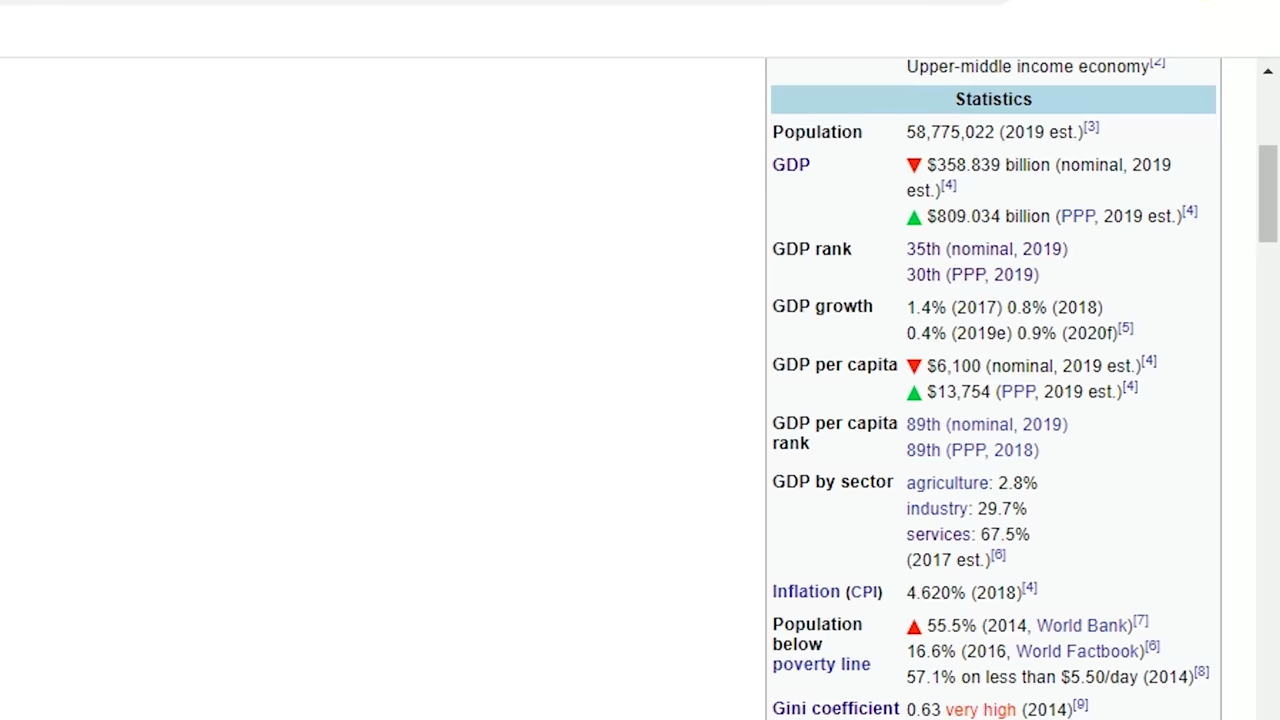 Upper-middle income economy[2]
Statistics
Population 58,775,022 (2019 est.)[3]
GDP ▼ $358.839 billion (nominal, 2019
est.)[4]
▲ $809.034 billion (PPP, 2019 est.)[4]
GDP rank 35th (nominal, 2019)
30th (PPP, 2019)
GDP growth 1.4% (2017) 0.8% (2018)
0.4% (2019e) 0.9% (2020f)[5]
GDP per capita ▼ $6,100 (nominal, 2019 est.)[4]
▲ $13,754 (PPP, 2019 est.)[4]
GDP per capita 89th (nominal, 2019)
rank 89th (PPP, 2018)
GDP by sector agriculture: 2.8%
industry: 29.7%
services: 67.5%
(2017 est.)[6]
Inflation (CPI) 4.620% (2018)[4]
Population ▲ 55.5% (2014, World Bank)[7]
below 16.6% (2016, World Factbook)[6]
poverty line 57.1% on less than $5.50/day (2014)[8]
Gini coefficient 0.63 very high (2014)[9]